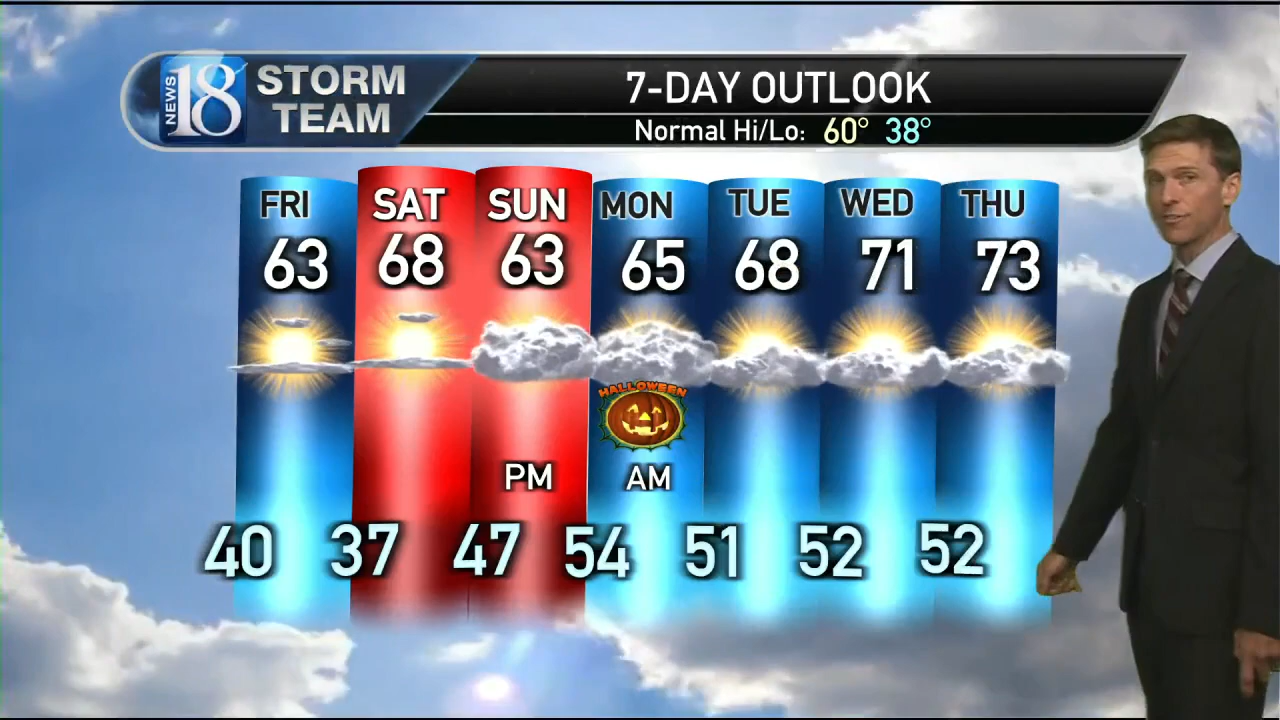 NEWS 18
STORM
TEAM
7-DAY OUTLOOK
Normal Hi/Lo: 60° 38°
FRI SAT SUN MON TUE WED THU
63 68 63 65 68 71 73
HALLOWEEN
PM AM
40 37 47 54 51 52 52